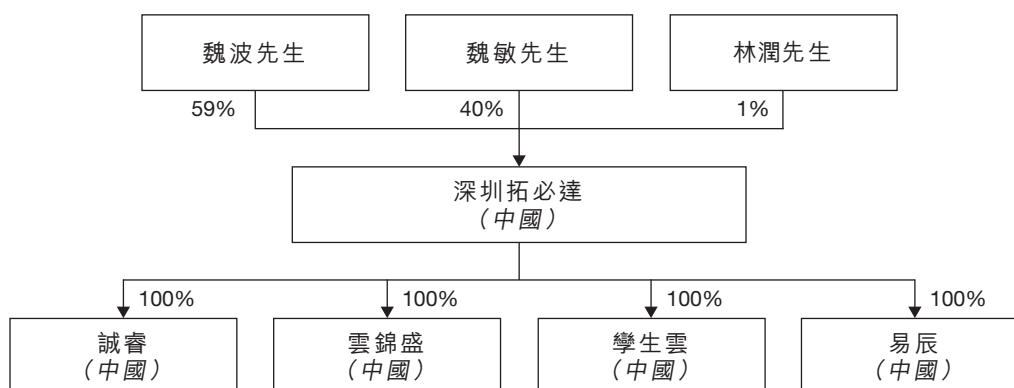 魏波先生
魏敏先生
林潤先生
59%
40%
1%
深圳拓必達
（中國）
100%
100%
100%
100%
誠睿
（中國）
雲錦盛
（中國）
孿生雲
（中國）
易辰
（中國）